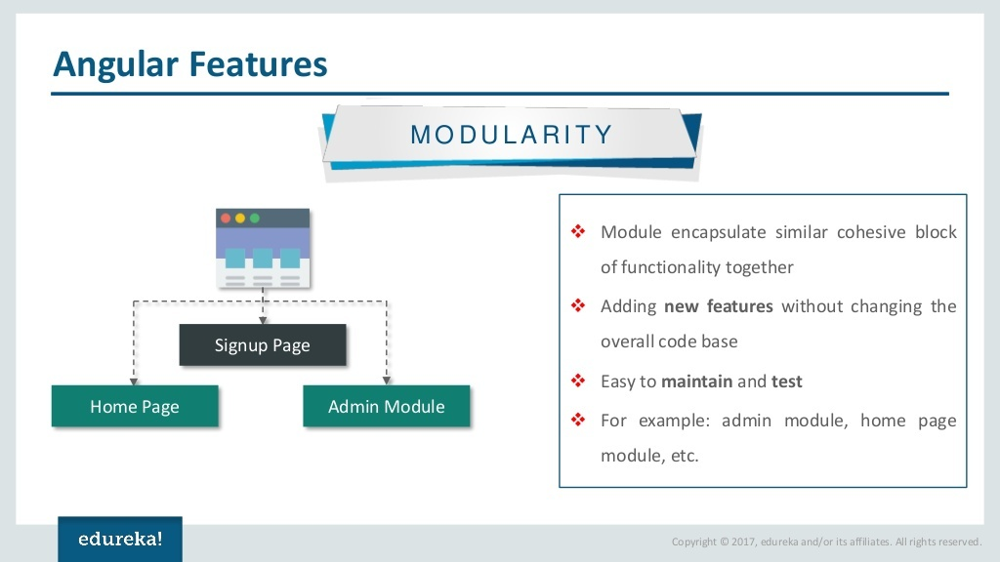 Angular Features
MODULARITY
Signup Page
Home Page
Admin Module
❖ Module encapsulate similar cohesive block
of functionality together
❖ Adding new features without changing the
overall code base
❖ Easy to maintain and test
❖ For example: admin module, home page
module, etc.
edureka!
Copyright © 2017, edureka and/or its affiliates. All rights reserved.